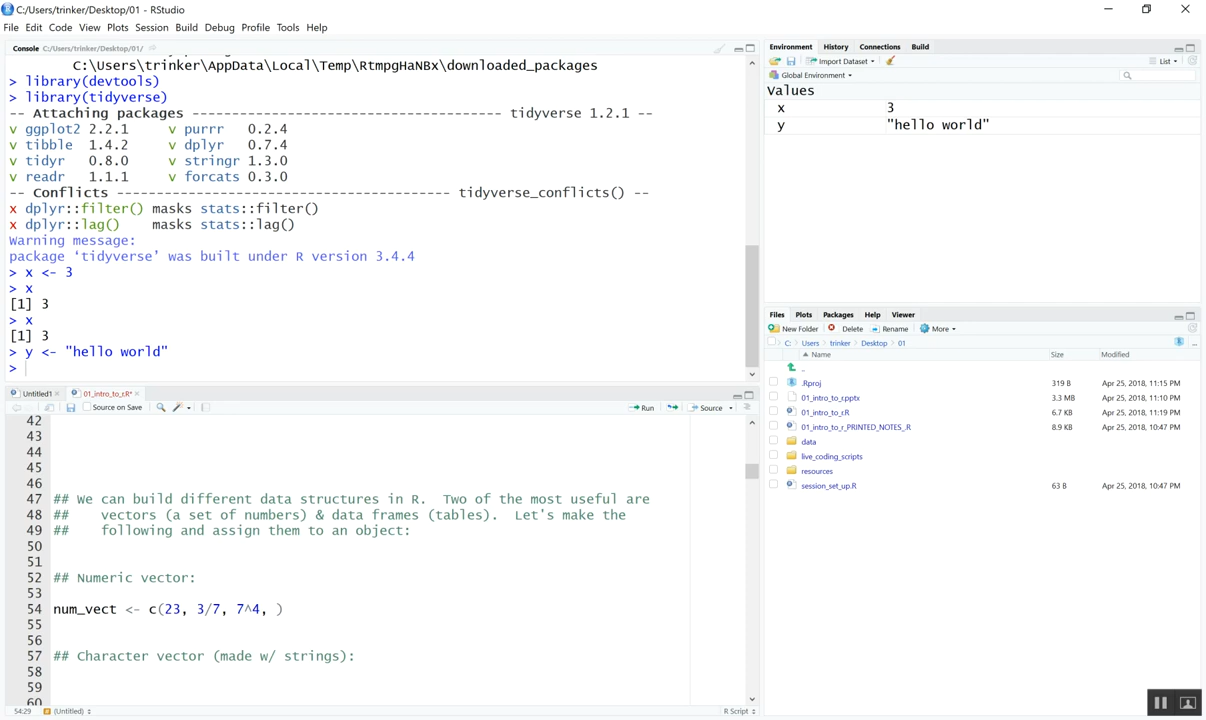 C:/Users/trinker/Desktop/01 - RStudio
File Edit Code View Plots Session Build Debug Profile Tools Help
Console C:/Users/trinker/Desktop/01/
C:\Users\trinker\AppData\Local\Temp\RtmpgHaNBx\downloaded_packages
> library(devtools)
> library(tidyverse)
-- Attaching packages --------------------------------------- tidyverse 1.2.1 --
v ggplot2 2.2.1     v purrr   0.2.4
v tibble  1.4.2     v dplyr   0.7.4
v tidyr   0.8.0     v stringr 1.3.0
v readr   1.1.1     v forcats 0.3.0
-- Conflicts ------------------------------------------ tidyverse_conflicts() --
x dplyr::filter() masks stats::filter()
x dplyr::lag()    masks stats::lag()
Warning message:
package ‘tidyverse’ was built under R version 3.4.4
> x <- 3
> x
[1] 3
> x
[1] 3
> y <- "hello world"
>
Untitled1 01_intro_to_r.R*
Source on Save Run Source
42
43
44
45
46
47 ## We can build different data structures in R.  Two of the most useful are
48 ##    vectors (a set of numbers) & data frames (tables).  Let's make the
49 ##    following and assign them to an object:
50
51
52 ## Numeric vector:
53
54 num_vect <- c(23, 3/7, 7^4, )
55
56
57 ## Character vector (made w/ strings):
58
59
60
54:29 (Untitled) R Script
Environment History Connections Build
Import Dataset List
Global Environment
Values
x 3
y "hello world"
Files Plots Packages Help Viewer
New Folder Delete Rename More
C: Users trinker Desktop 01 ...
Name Size Modified
..
.Rproj 319 B Apr 25, 2018, 11:15 PM
01_intro_to_r.pptx 3.3 MB Apr 25, 2018, 11:10 PM
01_intro_to_r.R 6.7 KB Apr 25, 2018, 11:19 PM
01_intro_to_r_PRINTED_NOTES_.R 8.9 KB Apr 25, 2018, 10:47 PM
data
live_coding_scripts
resources
session_set_up.R 63 B Apr 25, 2018, 10:47 PM